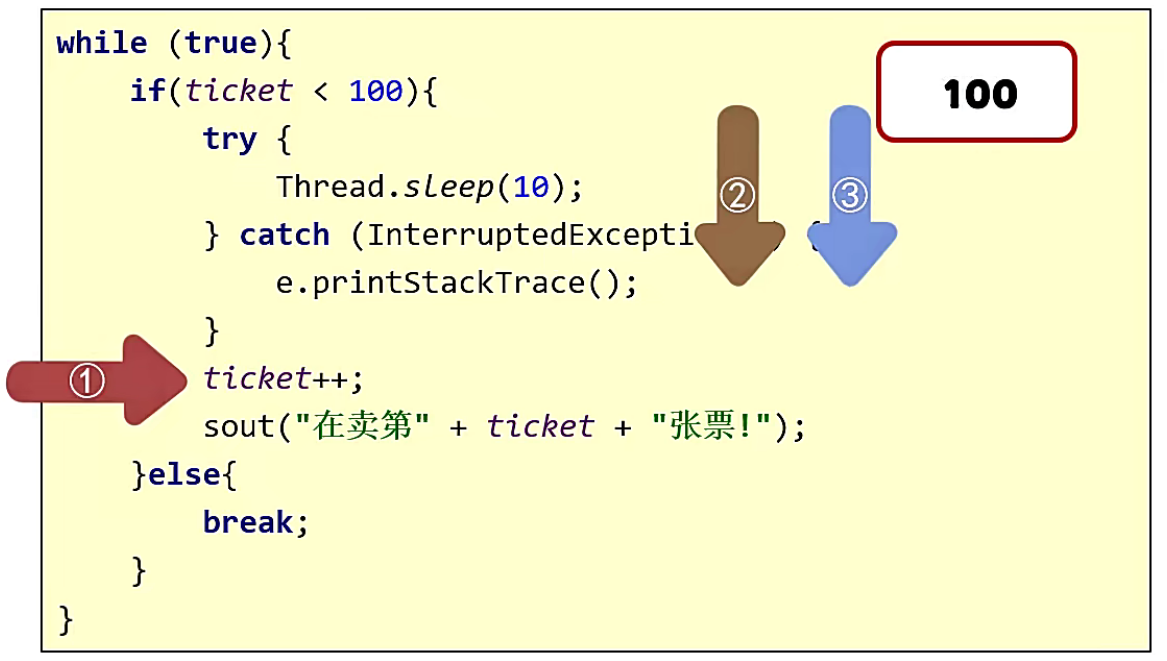 while (true){
if(ticket < 100){
100
try {
Thread.sleep(10);
②
③
} catch (InterruptedExcepti ) {
e.printStackTrace();
}
①
ticket++;
sout("在卖第" + ticket + "张票!");
}else{
break;
}
}